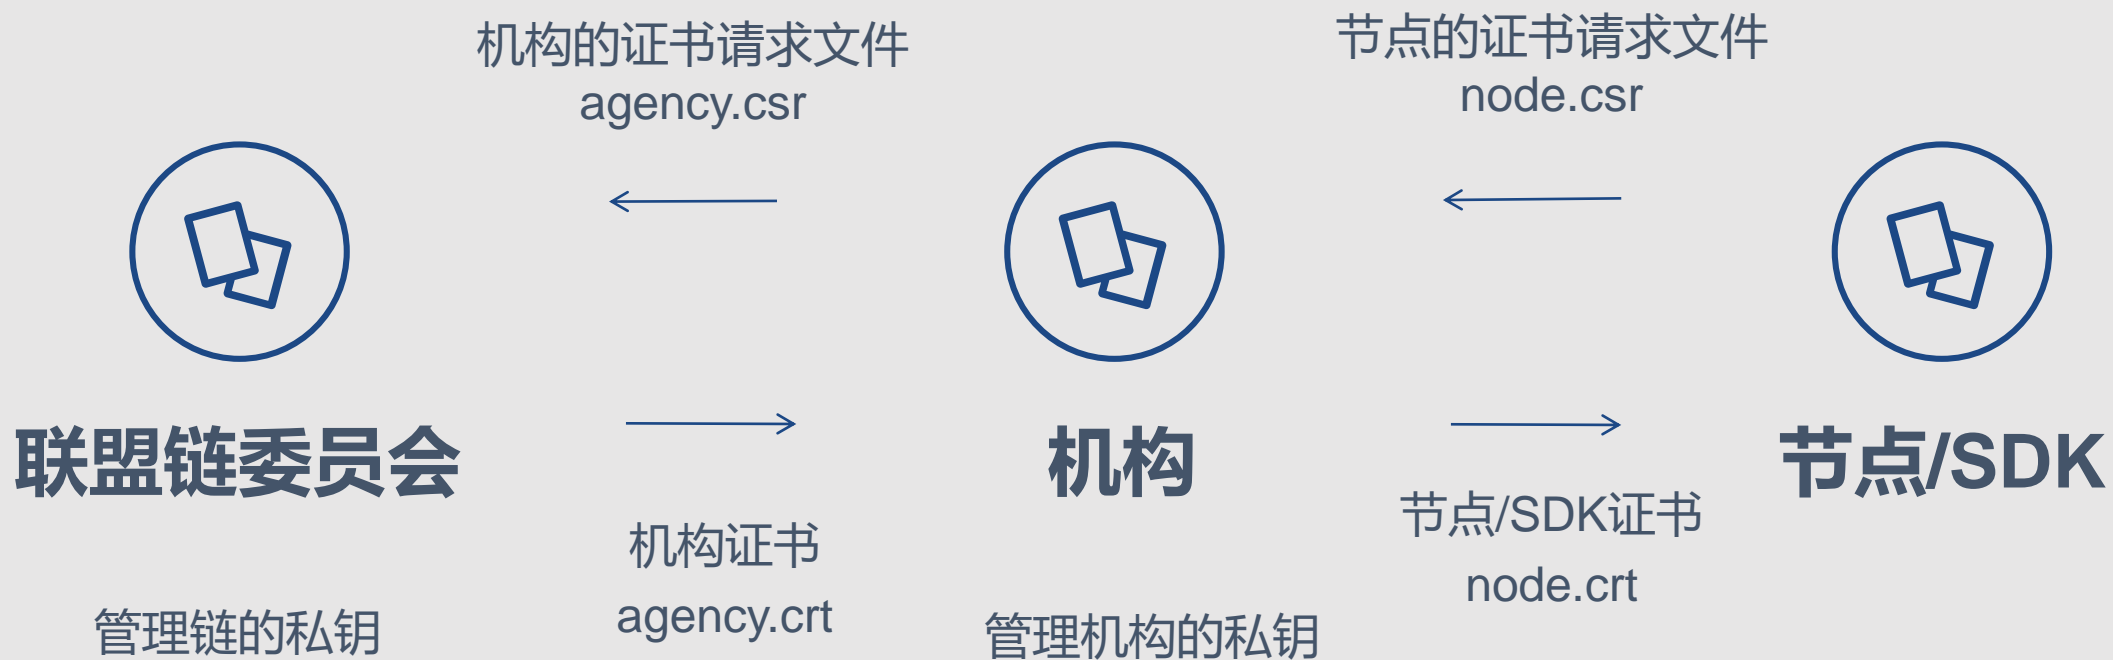 机构的证书请求文件
agency.csr
节点的证书请求文件
node.csr
联盟链委员会
机构
节点/SDK
机构证书
agency.crt
节点/SDK证书
node.crt
管理链的私钥
管理机构的私钥